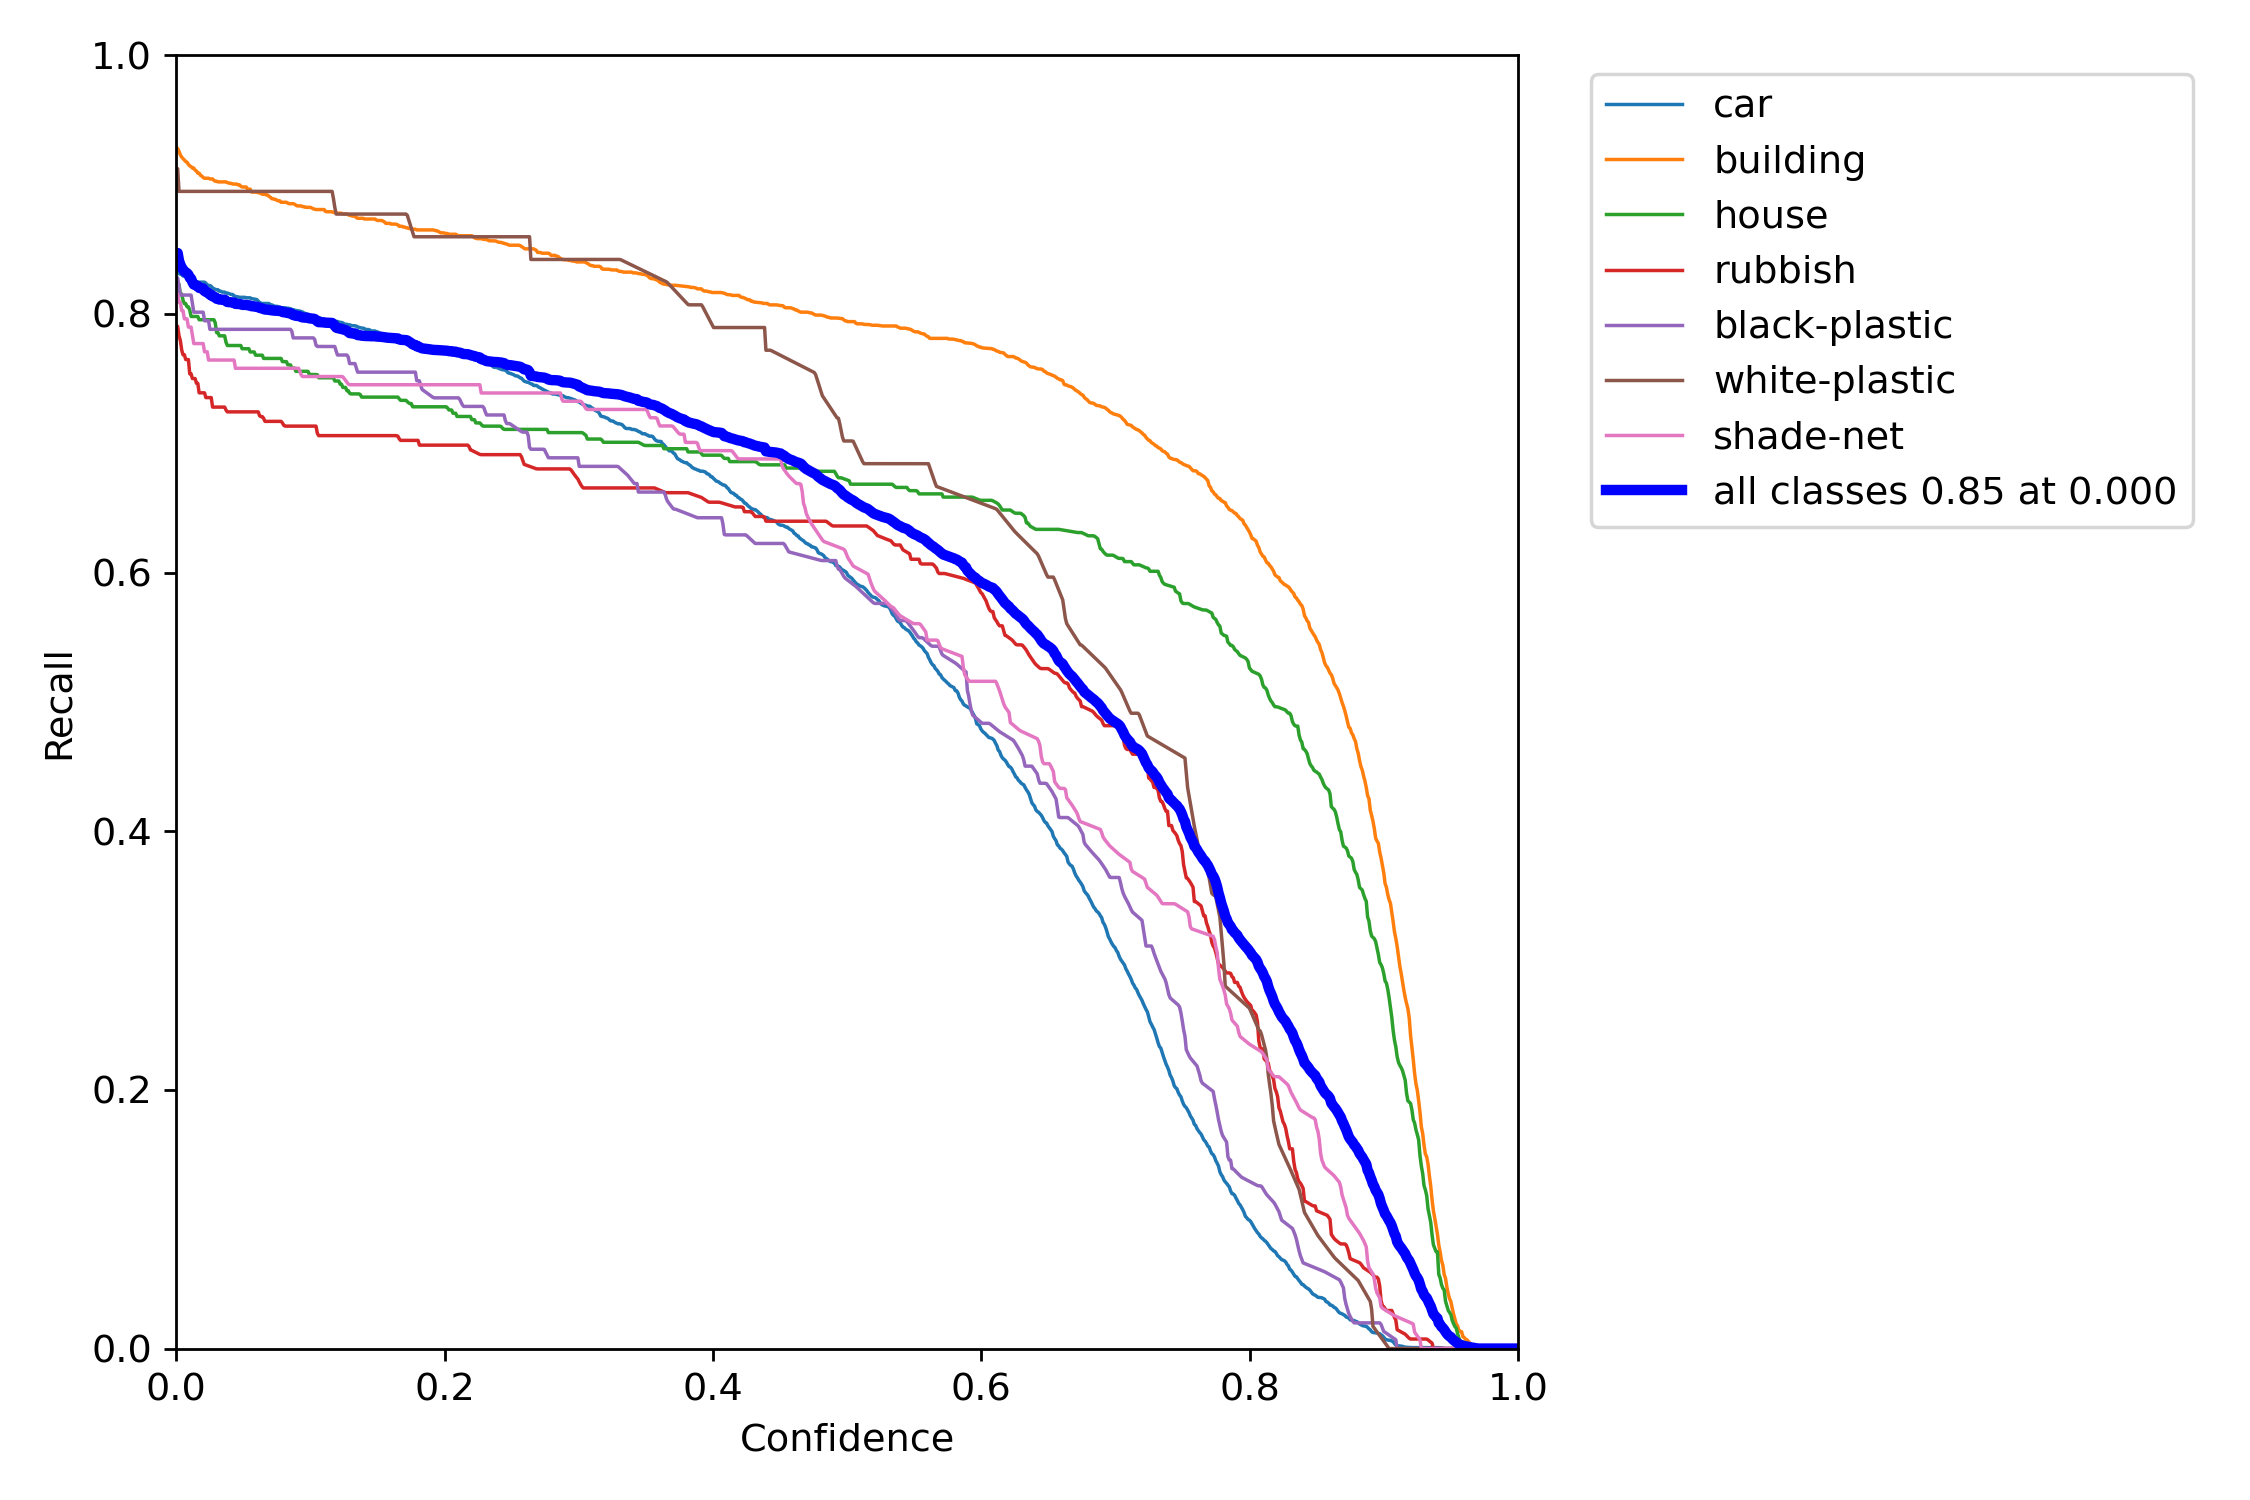 1.0
0.8
0.6
0.4
0.2
0.0
Recall
0.0 0.2 0.4 0.6 0.8 1.0
Confidence
car
building
house
rubbish
black-plastic
white-plastic
shade-net
all classes 0.85 at 0.000